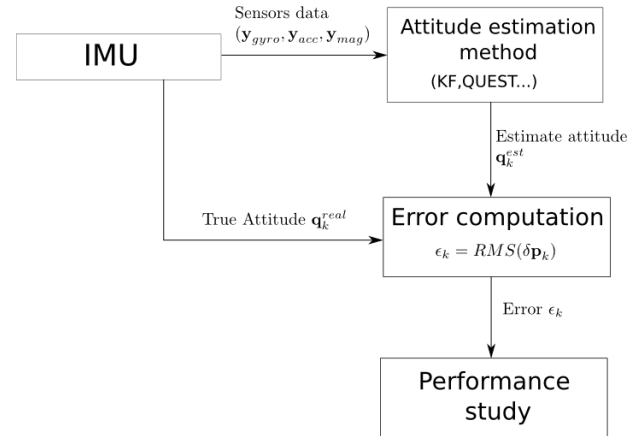 Sensors data
(y_gyro, y_acc, y_mag)
IMU
Attitude estimation
method
(KF,QUEST...)
Estimate attitude
q_k^est
True Attitude q_k^real
Error computation
ϵ_k = RMS(δp_k)
Error ϵ_k
Performance
study